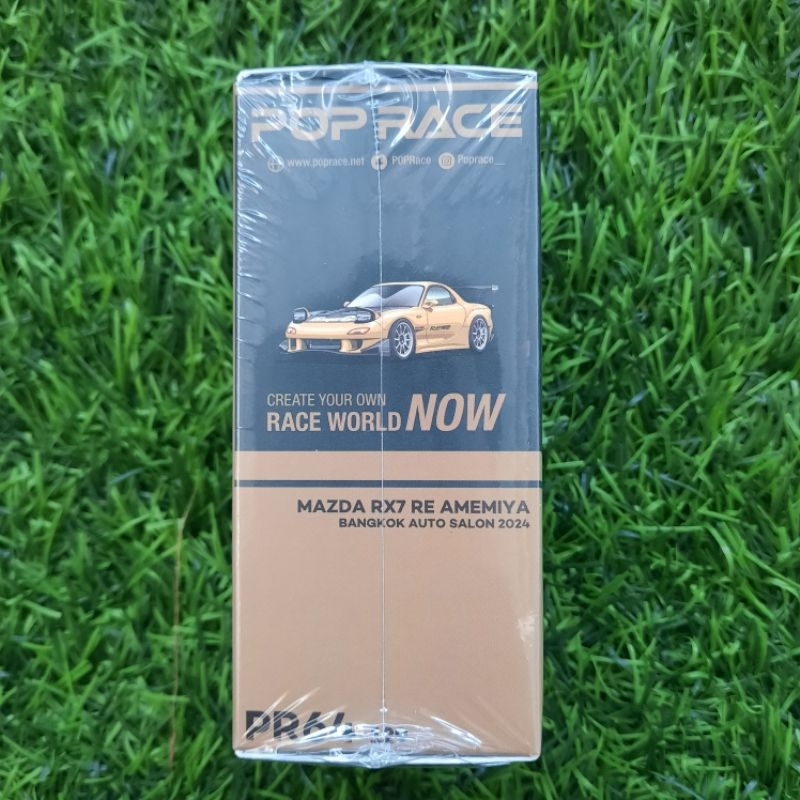 POP RACE
www.poprace.net POPRace Poprace__
CREATE YOUR OWN
RACE WORLD NOW
MAZDA RX7 RE AMEMIYA
BANGKOK AUTO SALON 2024
PR64